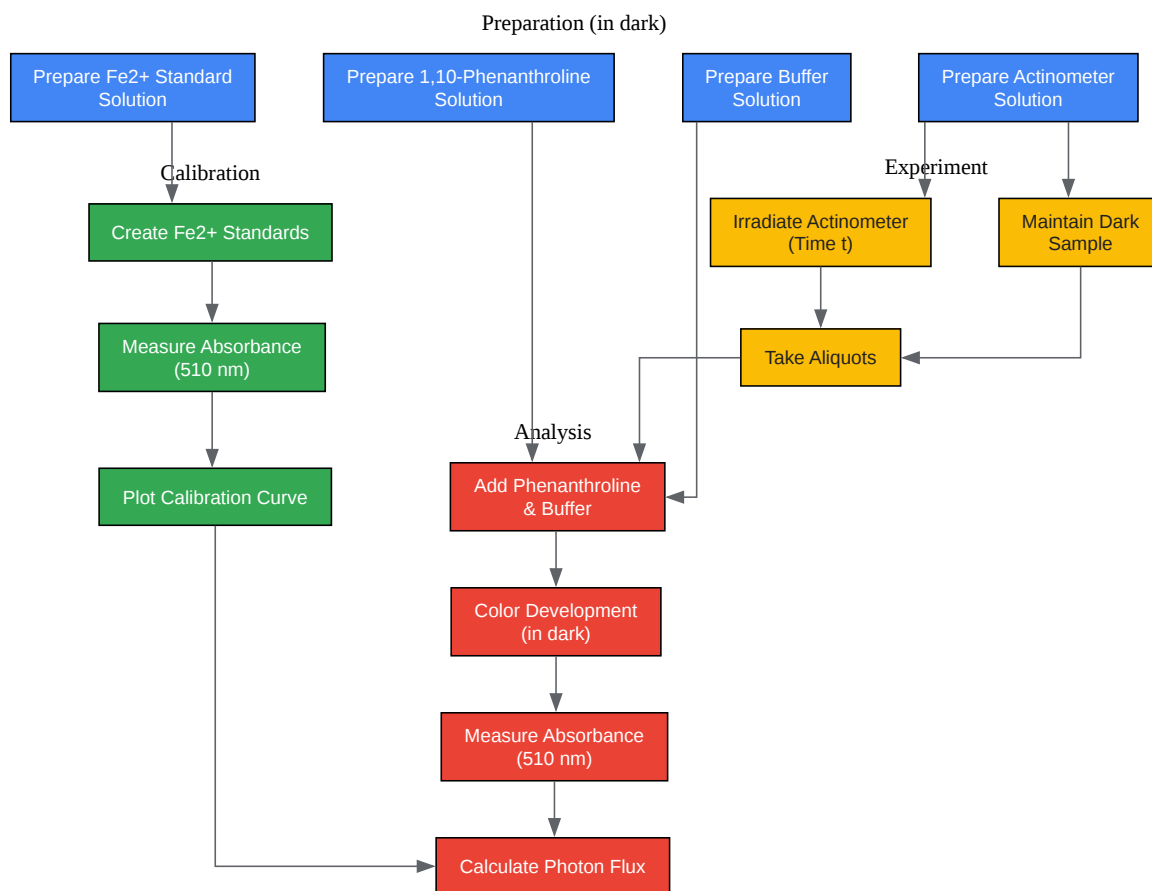 Preparation (in dark)
Prepare Fe2+ Standard
Solution
Prepare 1,10-Phenanthroline
Solution
Prepare Buffer
Solution
Prepare Actinometer
Solution
Calibration
Experiment
Create Fe2+ Standards
Irradiate Actinometer
(Time t)
Maintain Dark
Sample
Measure Absorbance
(510 nm)
Take Aliquots
Analysis
Plot Calibration Curve
Add Phenanthroline
& Buffer
Color Development
(in dark)
Measure Absorbance
(510 nm)
Calculate Photon Flux